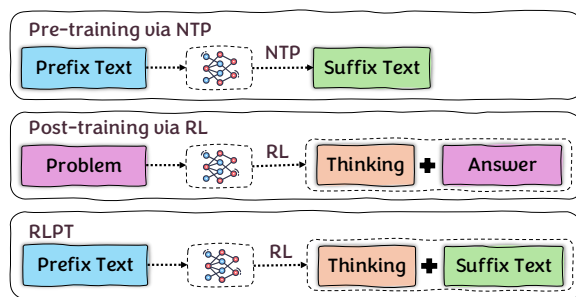 Pre-training via NTP
Prefix Text NTP Suffix Text
Post-training via RL
Problem RL Thinking + Answer
RLPT
Prefix Text RL Thinking + Suffix Text